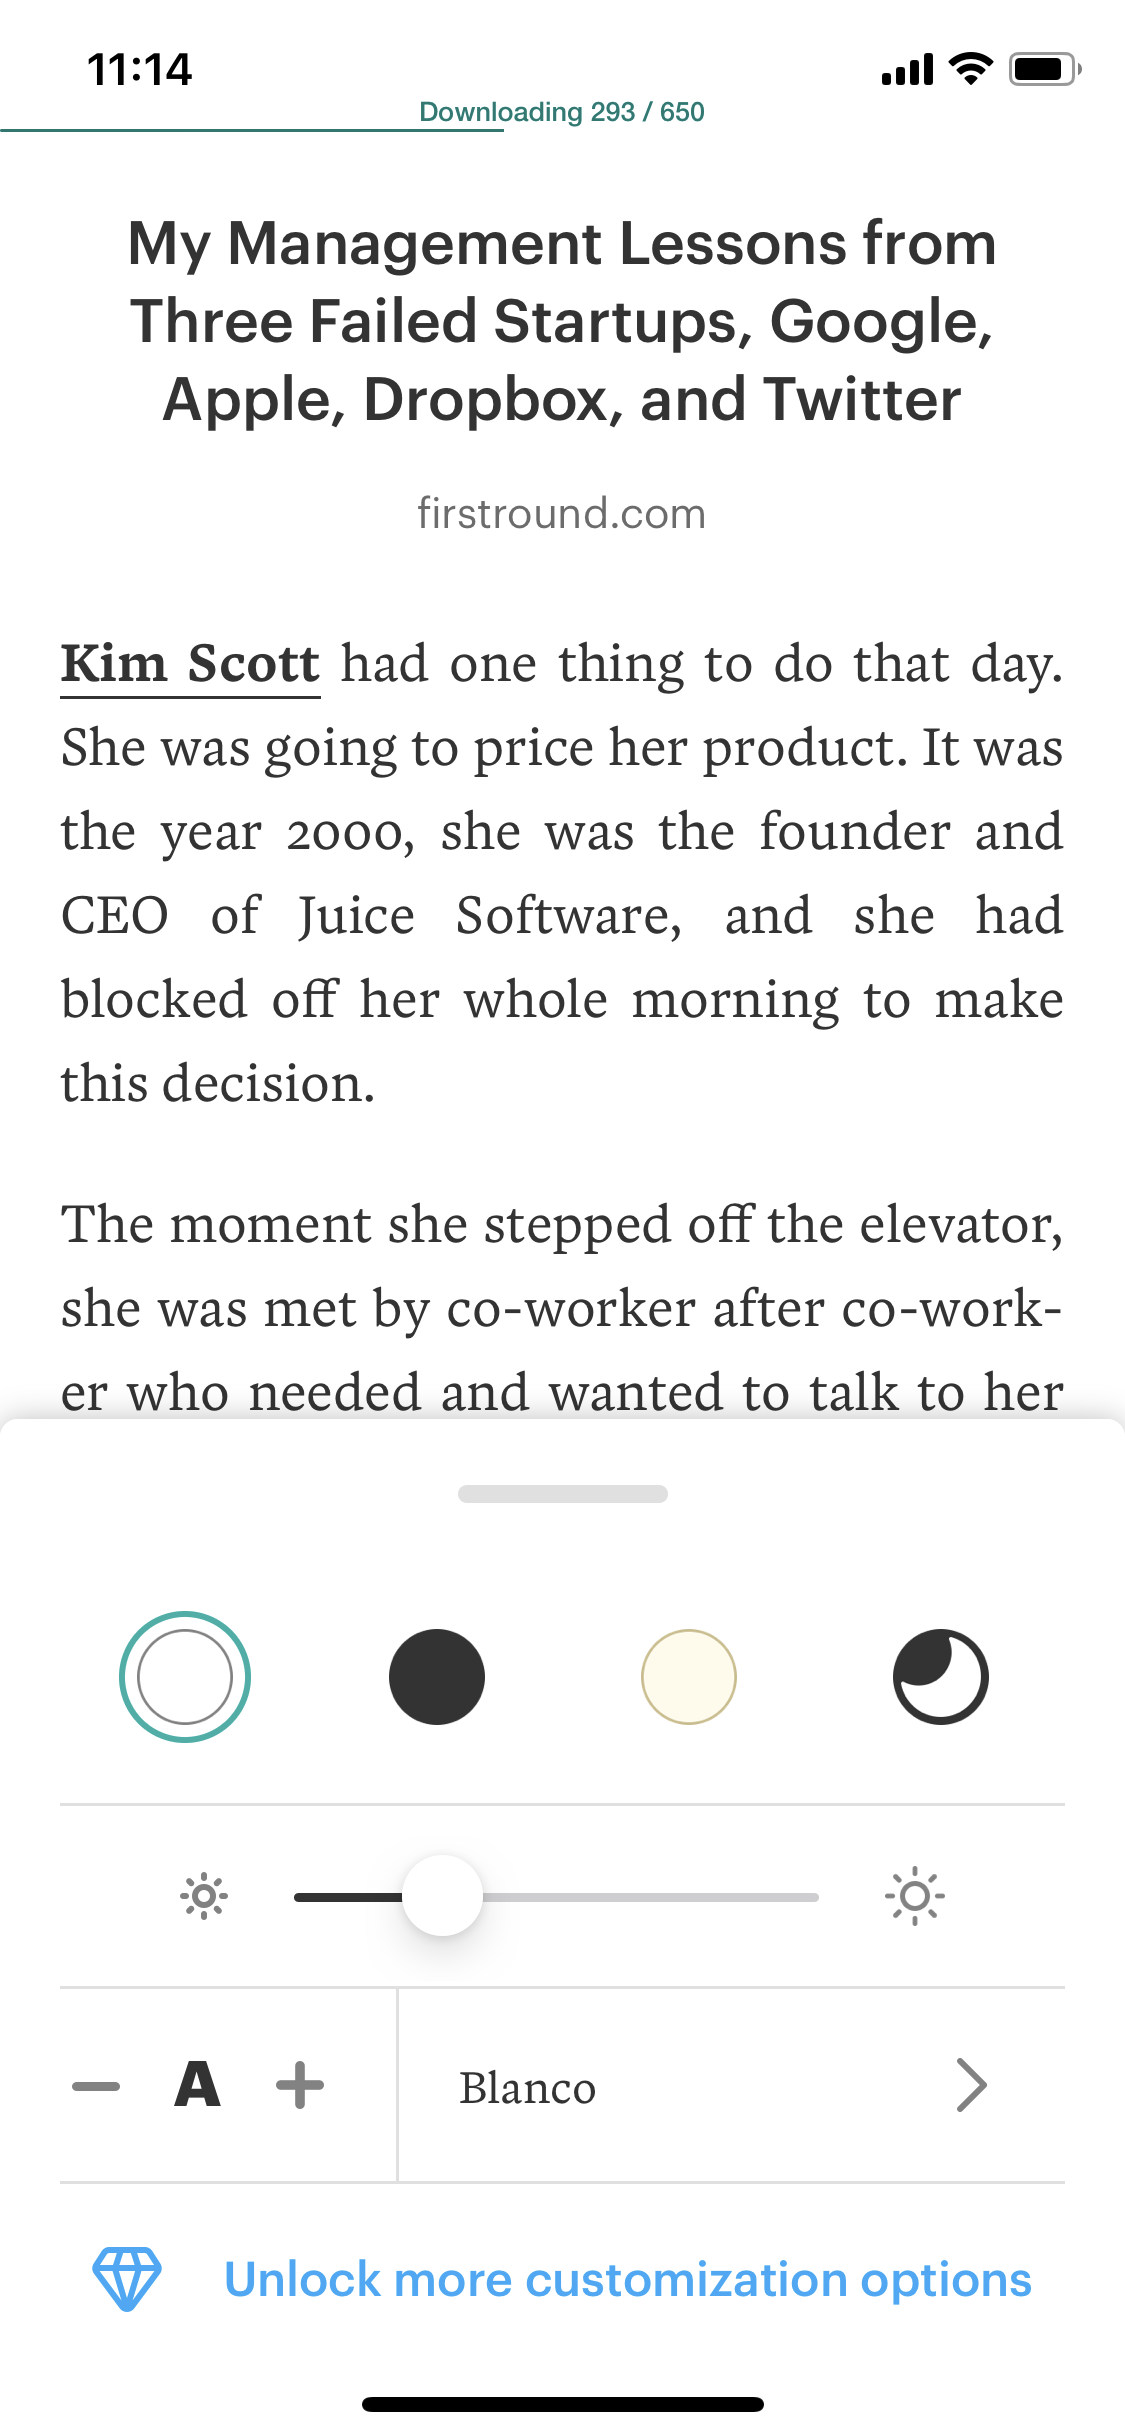 11:14
Downloading 293 / 650
My Management Lessons from
Three Failed Startups, Google,
Apple, Dropbox, and Twitter
firstround.com
Kim Scott had one thing to do that day.
She was going to price her product. It was
the year 2000, she was the founder and
CEO of Juice Software, and she had
blocked off her whole morning to make
this decision.
The moment she stepped off the elevator,
she was met by co-worker after co-work-
er who needed and wanted to talk to her
A
Blanco
Unlock more customization options